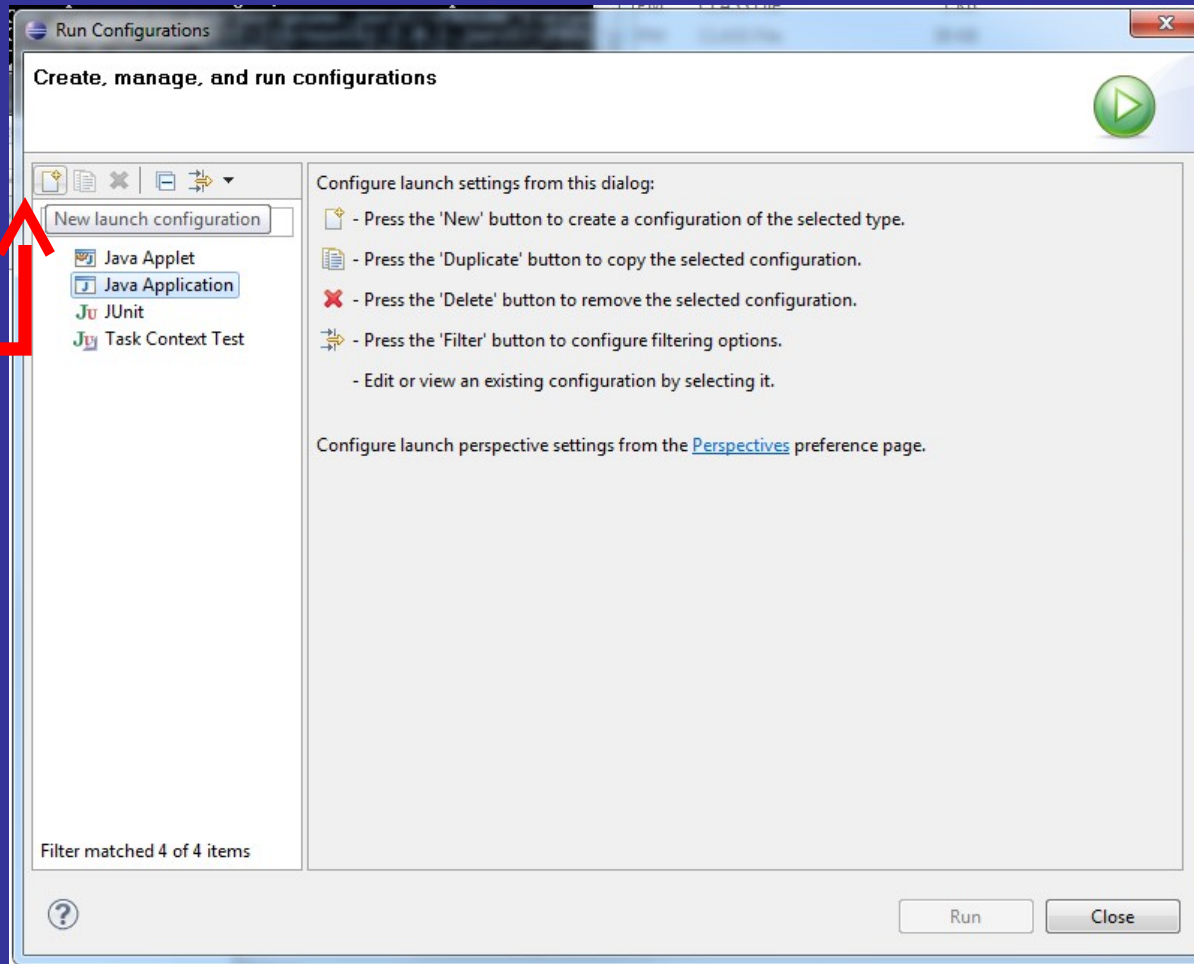 Run Configurations
Create, manage, and run configurations
New launch configuration
Java Applet
Java Application
JUnit
Task Context Test
Filter matched 4 of 4 items
Configure launch settings from this dialog:
- Press the 'New' button to create a configuration of the selected type.
- Press the 'Duplicate' button to copy the selected configuration.
- Press the 'Delete' button to remove the selected configuration.
- Press the 'Filter' button to configure filtering options.
- Edit or view an existing configuration by selecting it.
Configure launch perspective settings from the Perspectives preference page.
Run
Close